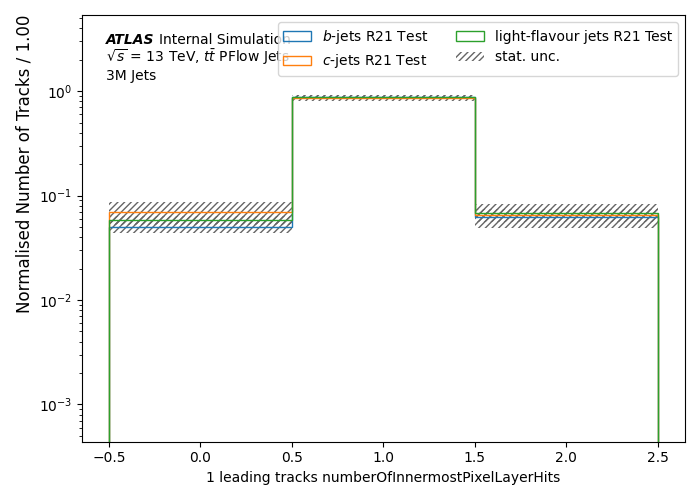 ATLAS Internal Simulation
√s = 13 TeV, tt̄ PFlow Jets
3M Jets
b-jets R21 Test
c-jets R21 Test
light-flavour jets R21 Test
stat. unc.
Normalised Number of Tracks / 1.00
10⁰
10⁻¹
10⁻²
10⁻³
−0.5 0.0 0.5 1.0 1.5 2.0 2.5
1 leading tracks numberOfInnermostPixelLayerHits